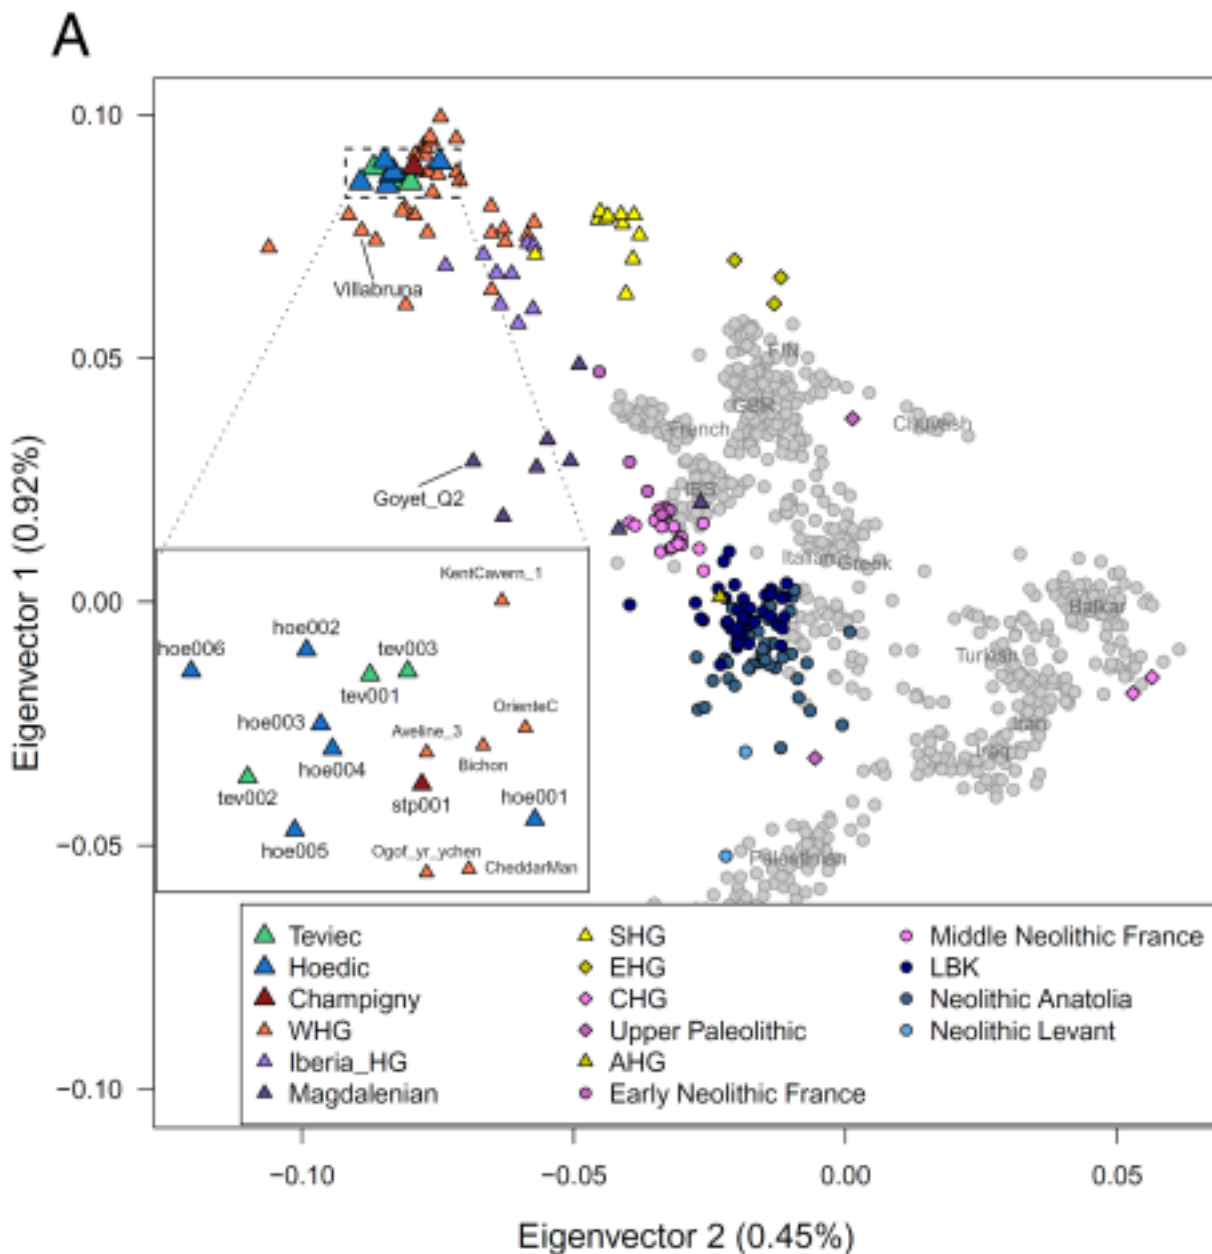 A
0.10
0.05
0.00
−0.05
−0.10
Eigenvector 1 (0.92%)
Villabruna
FIN
GBR
French
Chuvash
Goyet_Q2
IBS
Italian
Greek
KentCavern_1
hoe002
hoe006
tev003
tev001
Balkar
Turkish
OrienteC
hoe003
Aveline_3
Iran
Iraq
hoe004
Bichon
tev002
stp001
hoe001
hoe005
Ogof_yr_ychen
CheddarMan
Palestinian
Teviec
Hoedic
Champigny
WHG
Iberia_HG
Magdalenian
SHG
EHG
CHG
Upper Paleolithic
AHG
Early Neolithic France
Middle Neolithic France
LBK
Neolithic Anatolia
Neolithic Levant
−0.10
−0.05
0.00
0.05
Eigenvector 2 (0.45%)